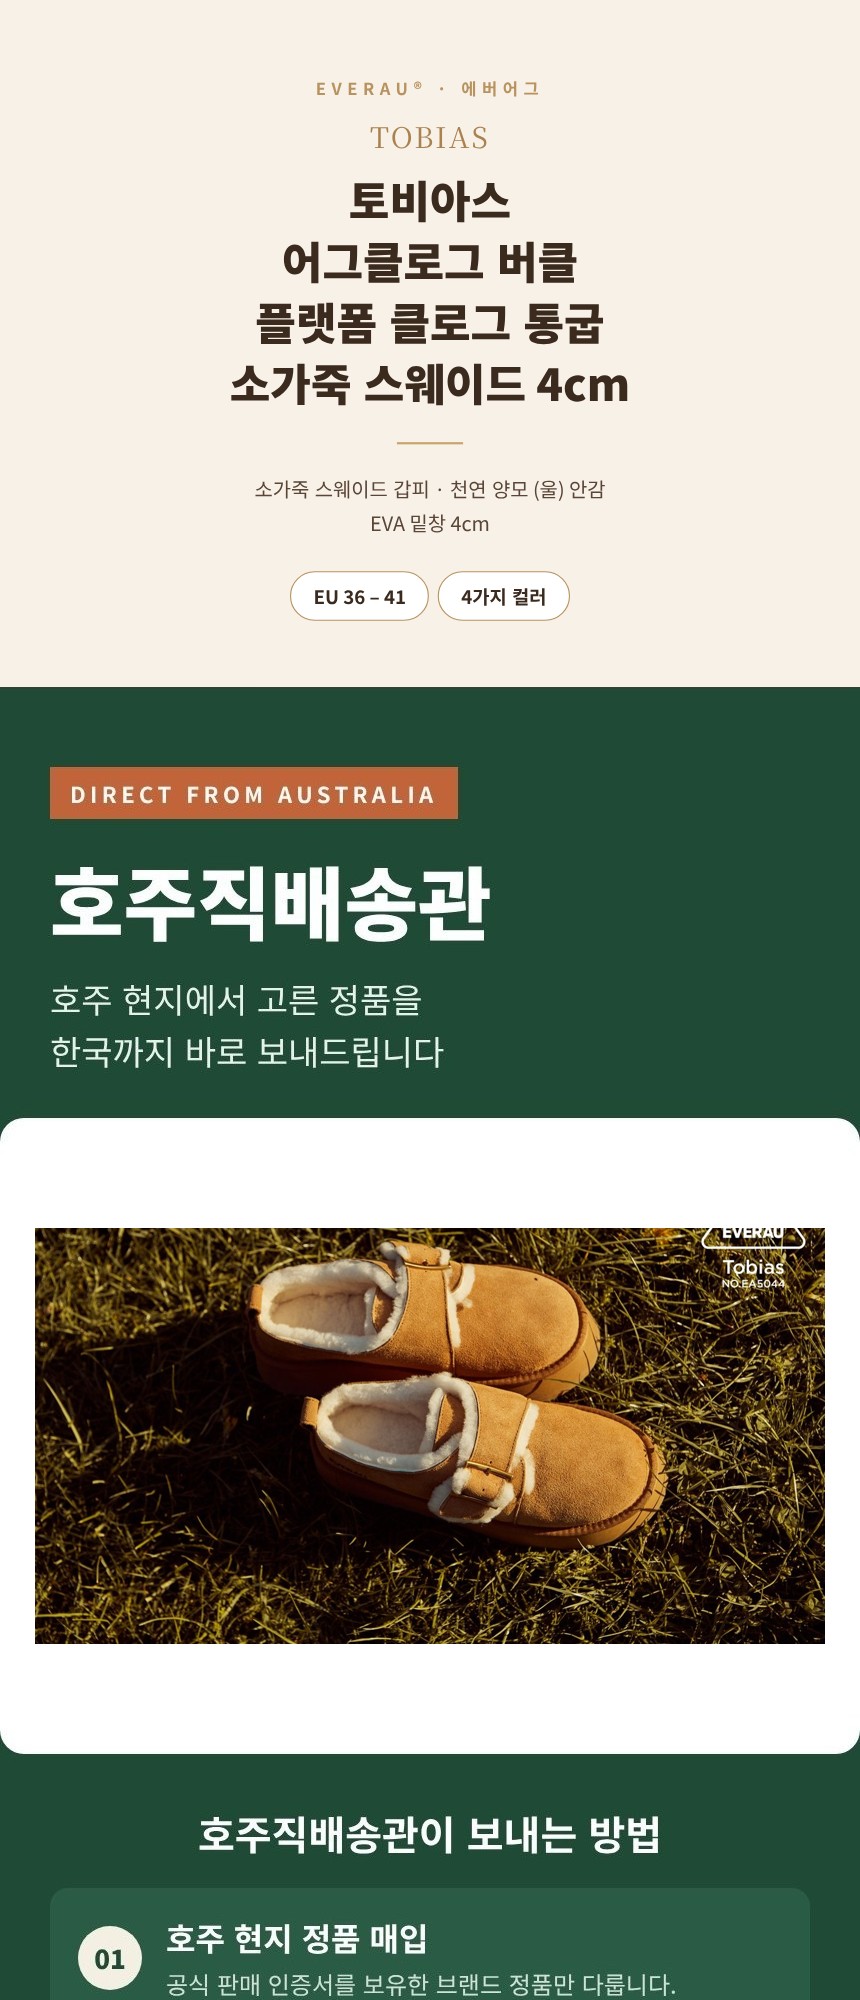 EVERAU® · 에버어그
TOBIAS
토비아스
어그클로그 버클
플랫폼 클로그 통굽
소가죽 스웨이드 4cm
소가죽 스웨이드 갑피 · 천연 양모 (울) 안감
EVA 밑창 4cm
EU 36 – 41
4가지 컬러
DIRECT FROM AUSTRALIA
호주직배송관
호주 현지에서 고른 정품을
한국까지 바로 보내드립니다
EVERAU
Tobias
NO.EA5044
호주직배송관이 보내는 방법
01
호주 현지 정품 매입
공식 판매 인증서를 보유한 브랜드 정품만 다룹니다.